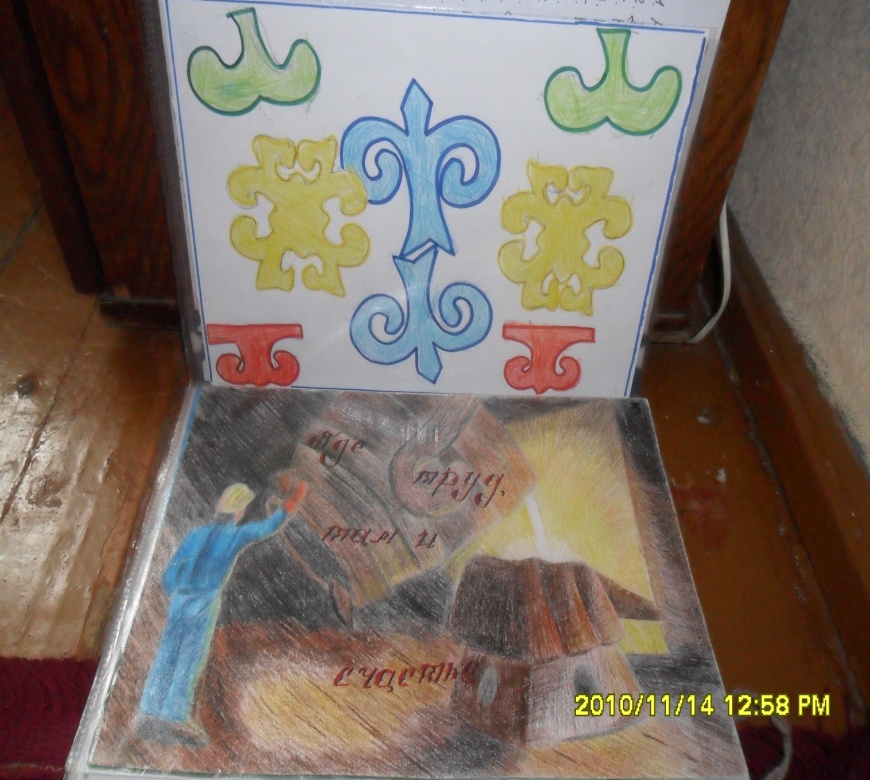 где
труд,
там и
счастье
2010/11/14 12:58 PM